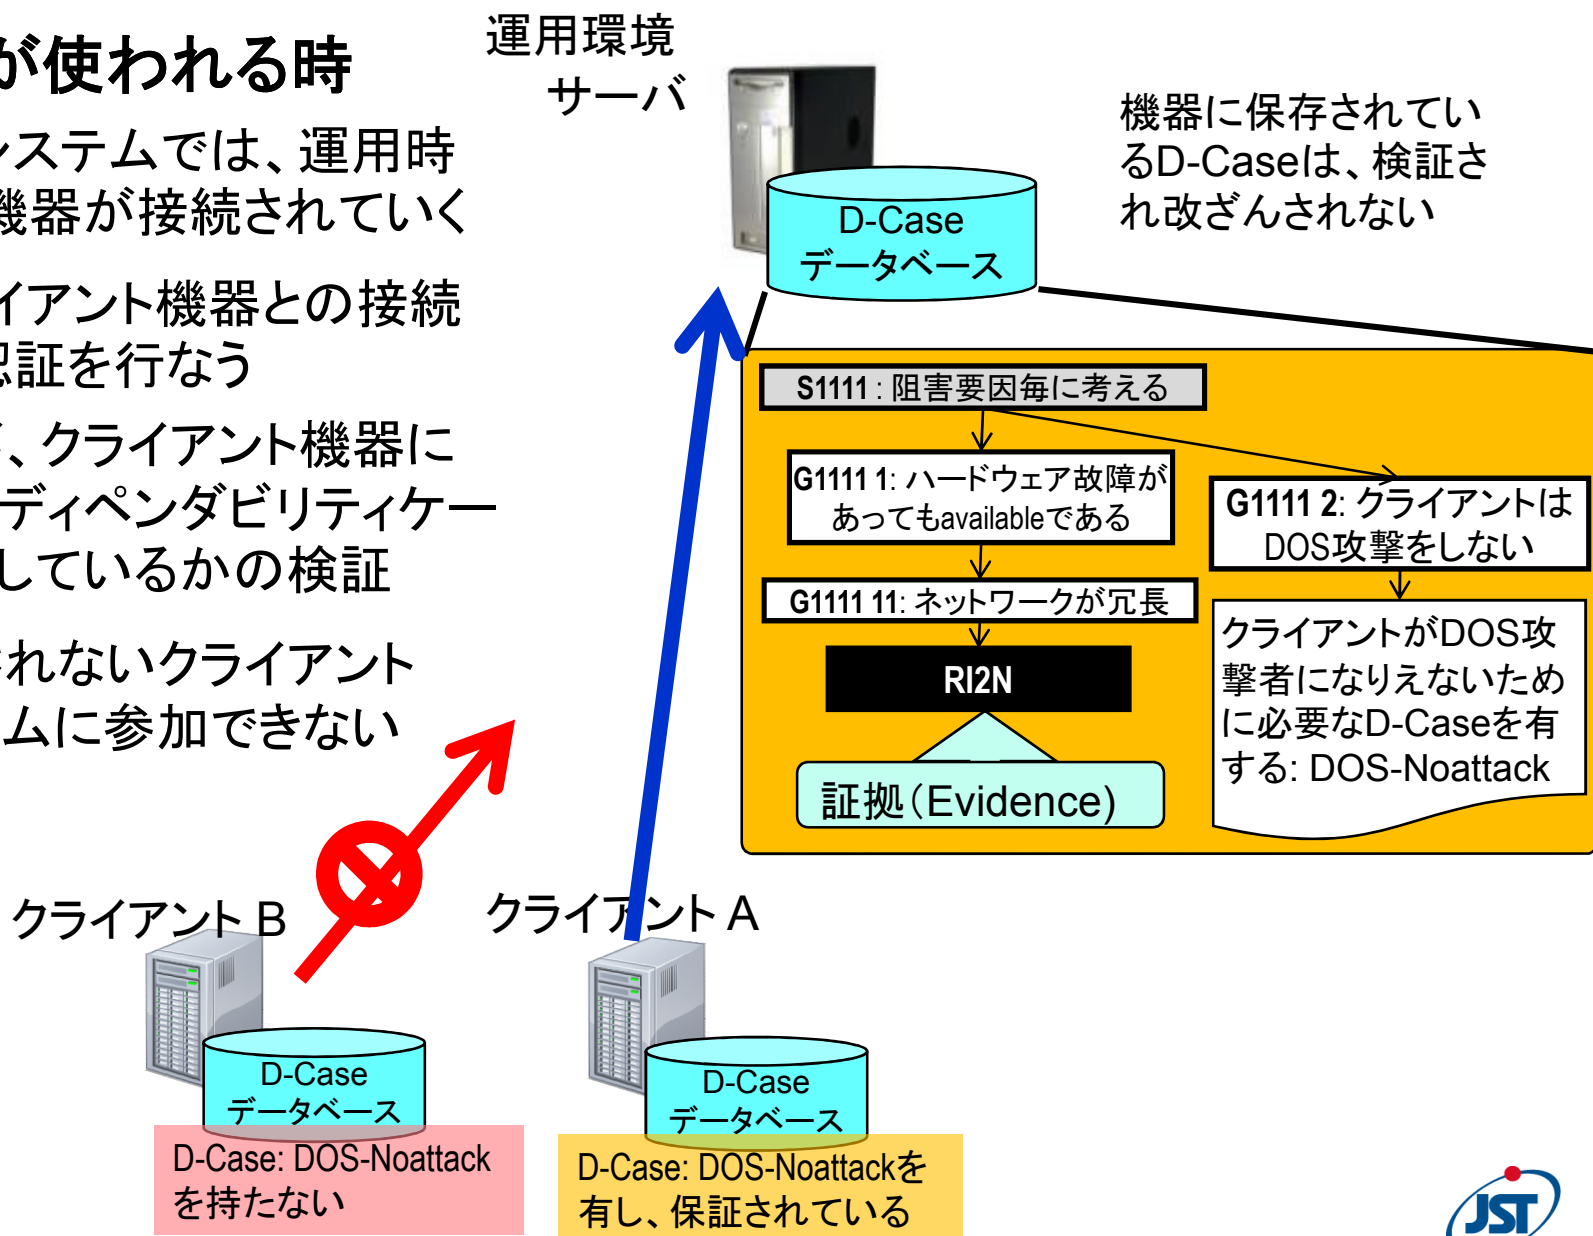 が使われる時
システムでは、運用時
機器が接続されていく
イアント機器との接続
認証を行なう
、クライアント機器に
ディペンダビリティケー
しているかの検証
れないクライアント
ムに参加できない
運用環境
サーバ
D-Case
データベース
機器に保存されてい
るD-Caseは、検証さ
れ改ざんされない
S1111 : 阻害要因毎に考える
G1111 1: ハードウェア故障が
あってもavailableである
G1111 11: ネットワークが冗長
RI2N
証拠（Evidence)
G1111 2: クライアントは
DOS攻撃をしない
クライアントがDOS攻
撃者になりえないため
に必要なD-Caseを有
する: DOS-Noattack
クライアント B
D-Case
データベース
D-Case: DOS-Noattack
を持たない
クライアント A
D-Case
データベース
D-Case: DOS-Noattackを
有し、保証されている
JST